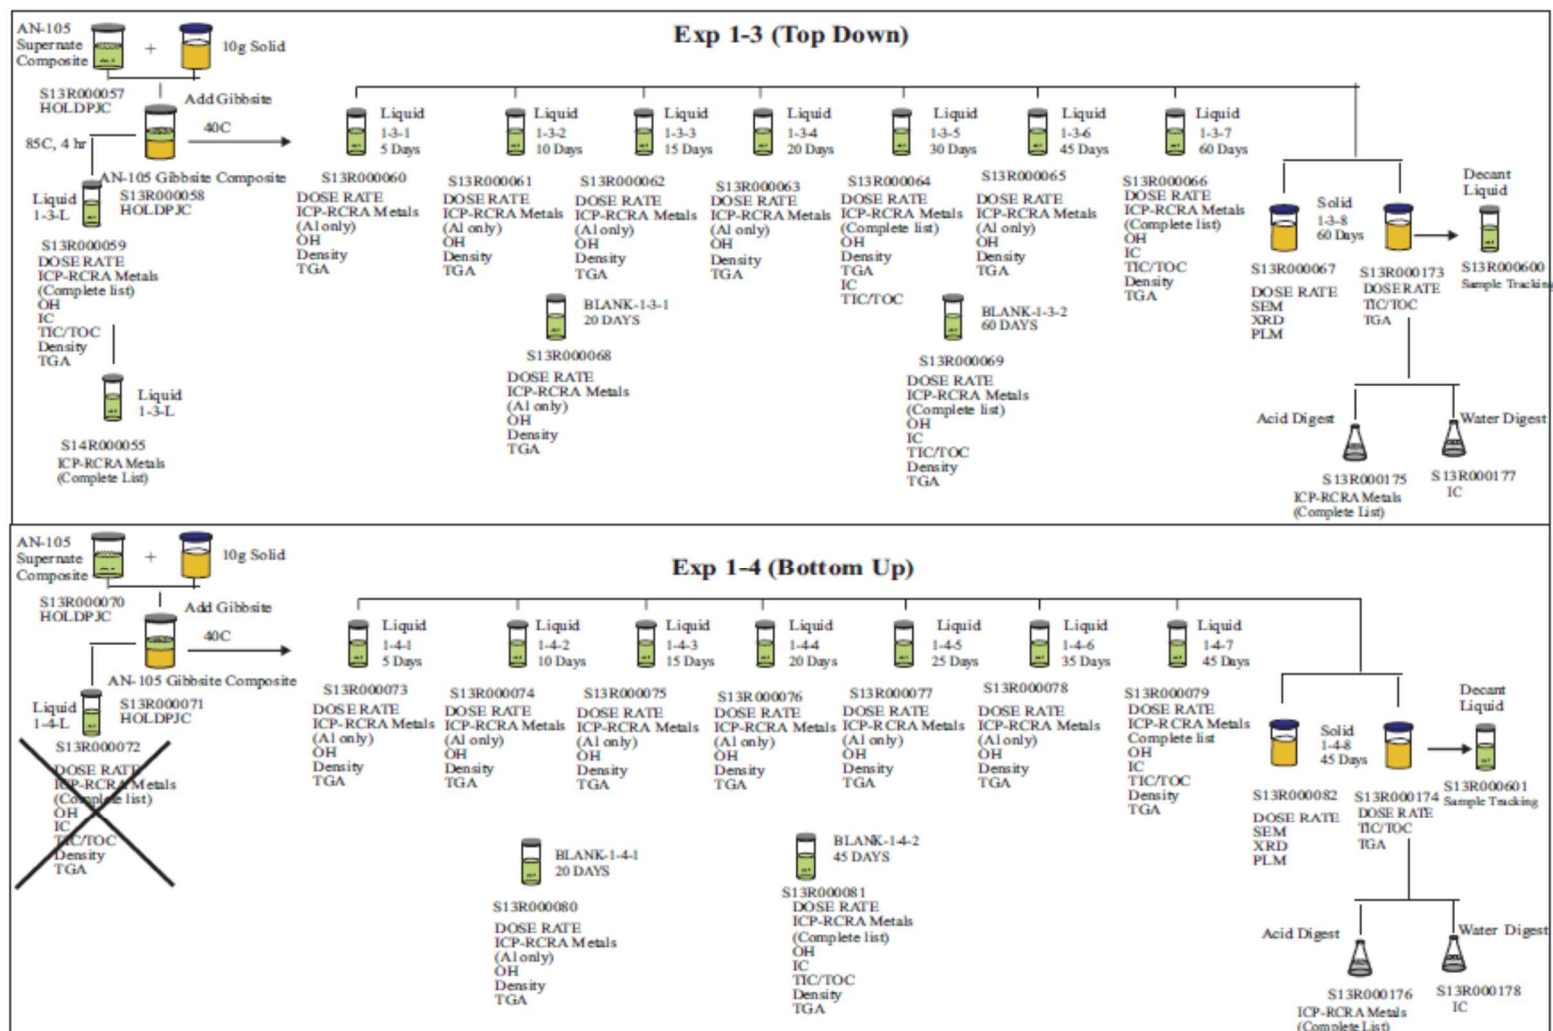 Exp 1-3 (Top Down)
AN-105
Supernate
Composite
+
10g Solid
S13R000057
HOLDPJC
Add Gibbsite
85C, 4 hr
40C
AN-105 Gibbsite Composite
Liquid
1-3-L
S13R000058
HOLDPJC
S13R000059
DOSE RATE
ICP-RCRA Metals
(Complete list)
OH
IC
TIC/TOC
Density
TGA
Liquid
1-3-L
S14R000055
ICP-RCRA Metals
(Complete List)
Liquid
1-3-1
5 Days
S13R000060
DOSE RATE
ICP-RCRA Metals
(Al only)
OH
Density
TGA
Liquid
1-3-2
10 Days
S13R000061
DOSE RATE
ICP-RCRA Metals
(Al only)
OH
Density
TGA
Liquid
1-3-3
15 Days
S13R000062
DOSE RATE
ICP-RCRA Metals
(Al only)
OH
Density
TGA
Liquid
1-3-4
20 Days
S13R000063
DOSE RATE
ICP-RCRA Metals
(Al only)
OH
Density
TGA
Liquid
1-3-5
30 Days
S13R000064
DOSE RATE
ICP-RCRA Metals
(Complete list)
OH
Density
TGA
IC
TIC/TOC
Liquid
1-3-6
45 Days
S13R000065
DOSE RATE
ICP-RCRA Metals
(Al only)
OH
Density
TGA
Liquid
1-3-7
60 Days
S13R000066
DOSE RATE
ICP-RCRA Metals
(Complete list)
OH
IC
TIC/TOC
Density
TGA
BLANK-1-3-1
20 DAYS
S13R000068
DOSE RATE
ICP-RCRA Metals
(Al only)
OH
Density
TGA
BLANK-1-3-2
60 DAYS
S13R000069
DOSE RATE
ICP-RCRA Metals
(Complete list)
OH
IC
TIC/TOC
Density
TGA
Solid
1-3-8
60 Days
S13R000067
DOSE RATE
SEM
XRD
PLM
S13R000173
DOSE RATE
TIC/TOC
TGA
Decant
Liquid
S13R000600
Sample Tracking
Acid Digest
S13R000175
ICP-RCRA Metals
(Complete List)
Water Digest
S13R000177
IC
Exp 1-4 (Bottom Up)
AN-105
Supernate
Composite
+
10g Solid
S13R000070
HOLDPJC
Add Gibbsite
40C
AN-105 Gibbsite Composite
Liquid
1-4-L
S13R000071
HOLDPJC
S13R000072
DOSE RATE
ICP-RCRA Metals
(Complete list)
OH
IC
TIC/TOC
Density
TGA
Liquid
1-4-1
5 Days
S13R000073
DOSE RATE
ICP-RCRA Metals
(Al only)
OH
Density
TGA
Liquid
1-4-2
10 Days
S13R000074
DOSE RATE
ICP-RCRA Metals
(Al only)
OH
Density
TGA
Liquid
1-4-3
15 Days
S13R000075
DOSE RATE
ICP-RCRA Metals
(Al only)
OH
Density
TGA
Liquid
1-4-4
20 Days
S13R000076
DOSE RATE
ICP-RCRA Metals
(Al only)
OH
Density
TGA
Liquid
1-4-5
25 Days
S13R000077
DOSE RATE
ICP-RCRA Metals
(Al only)
OH
Density
TGA
Liquid
1-4-6
35 Days
S13R000078
DOSE RATE
ICP-RCRA Metals
(Al only)
OH
Density
TGA
Liquid
1-4-7
45 Days
S13R000079
DOSE RATE
ICP-RCRA Metals
Complete list
OH
IC
TIC/TOC
Density
TGA
BLANK-1-4-1
20 DAYS
S13R000080
DOSE RATE
ICP-RCRA Metals
(Al only)
OH
Density
TGA
BLANK-1-4-2
45 DAYS
S13R000081
DOSE RATE
ICP-RCRA Metals
(Complete list)
OH
IC
TIC/TOC
Density
TGA
Solid
1-4-8
45 Days
S13R000082
DOSE RATE
SEM
XRD
PLM
S13R000174
DOSE RATE
TIC/TOC
TGA
Decant
Liquid
S13R000601
Sample Tracking
Acid Digest
S13R000176
ICP-RCRA Metals
(Complete List)
Water Digest
S13R000178
IC